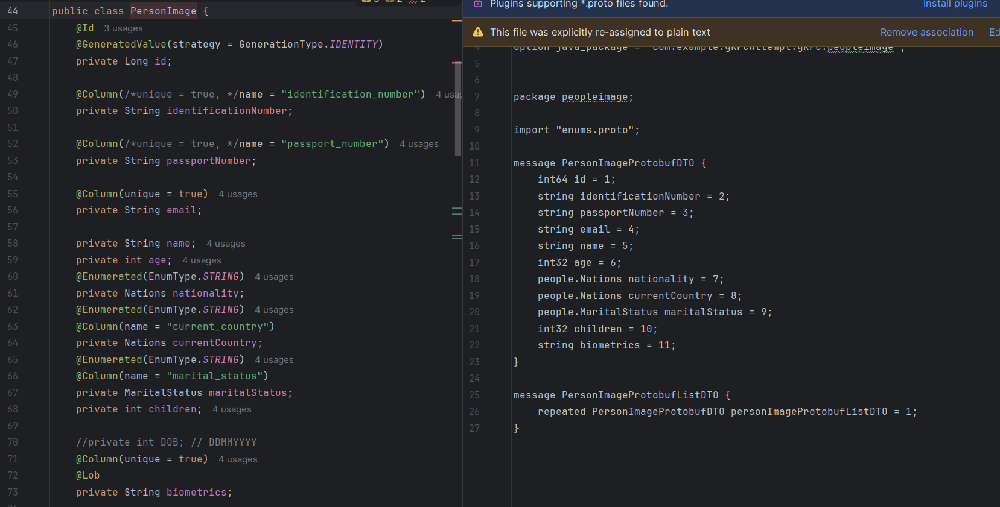 44 public class PersonImage {
45 @Id 3 usages
46 @GeneratedValue(strategy = GenerationType.IDENTITY)
47 private Long id;
48
49 @Column(/*unique = true, */name = "identification_number") 4 usag
50 private String identificationNumber;
51
52 @Column(/*unique = true, */name = "passport_number") 4 usages
53 private String passportNumber;
54
55 @Column(unique = true) 4 usages
56 private String email;
57
58 private String name; 4 usages
59 private int age; 4 usages
60 @Enumerated(EnumType.STRING) 4 usages
61 private Nations nationality;
62 @Enumerated(EnumType.STRING) 4 usages
63 @Column(name = "current_country")
64 private Nations currentCountry;
65 @Enumerated(EnumType.STRING) 4 usages
66 @Column(name = "marital_status")
67 private MaritalStatus maritalStatus;
68 private int children; 4 usages
69
70 //private int DOB; // DDMMYYYY
71 @Column(unique = true) 4 usages
72 @Lob
73 private String biometrics;
Plugins supporting *.proto files found. Install plugins
This file was explicitly re-assigned to plain text Remove association Ed
4 option java_package = "com.example.gRPCAttempt.gRPC.peopleimage";
5
6
7 package peopleimage;
8
9 import "enums.proto";
10
11 message PersonImageProtobufDTO {
12 int64 id = 1;
13 string identificationNumber = 2;
14 string passportNumber = 3;
15 string email = 4;
16 string name = 5;
17 int32 age = 6;
18 people.Nations nationality = 7;
19 people.Nations currentCountry = 8;
20 people.MaritalStatus maritalStatus = 9;
21 int32 children = 10;
22 string biometrics = 11;
23 }
24
25 message PersonImageProtobufListDTO {
26 repeated PersonImageProtobufDTO personImageProtobufListDTO = 1;
27 }